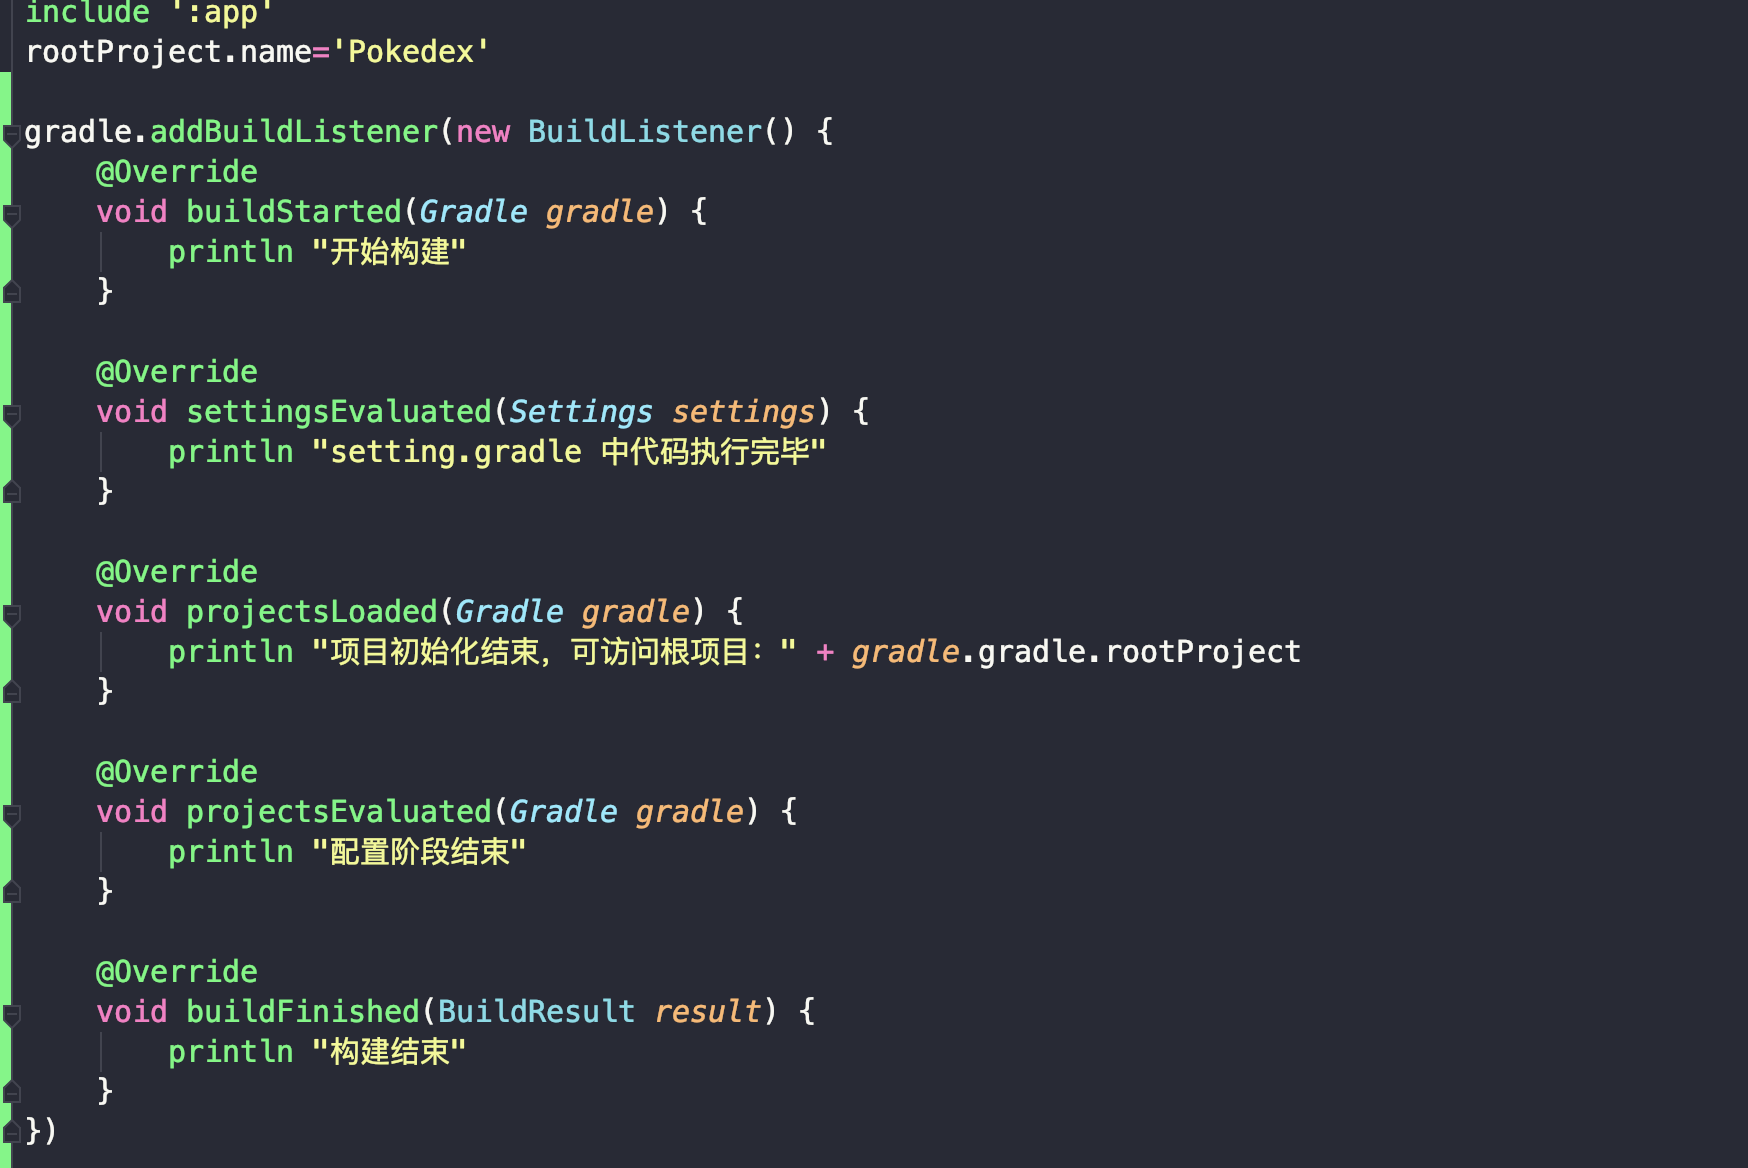 include ':app'
rootProject.name='Pokedex'
gradle.addBuildListener(new BuildListener() {
@Override
void buildStarted(Gradle gradle) {
println "开始构建"
}
@Override
void settingsEvaluated(Settings settings) {
println "setting.gradle 中代码执行完毕"
}
@Override
void projectsLoaded(Gradle gradle) {
println "项目初始化结束，可访问根项目：" + gradle.gradle.rootProject
}
@Override
void projectsEvaluated(Gradle gradle) {
println "配置阶段结束"
}
@Override
void buildFinished(BuildResult result) {
println "构建结束"
}
})